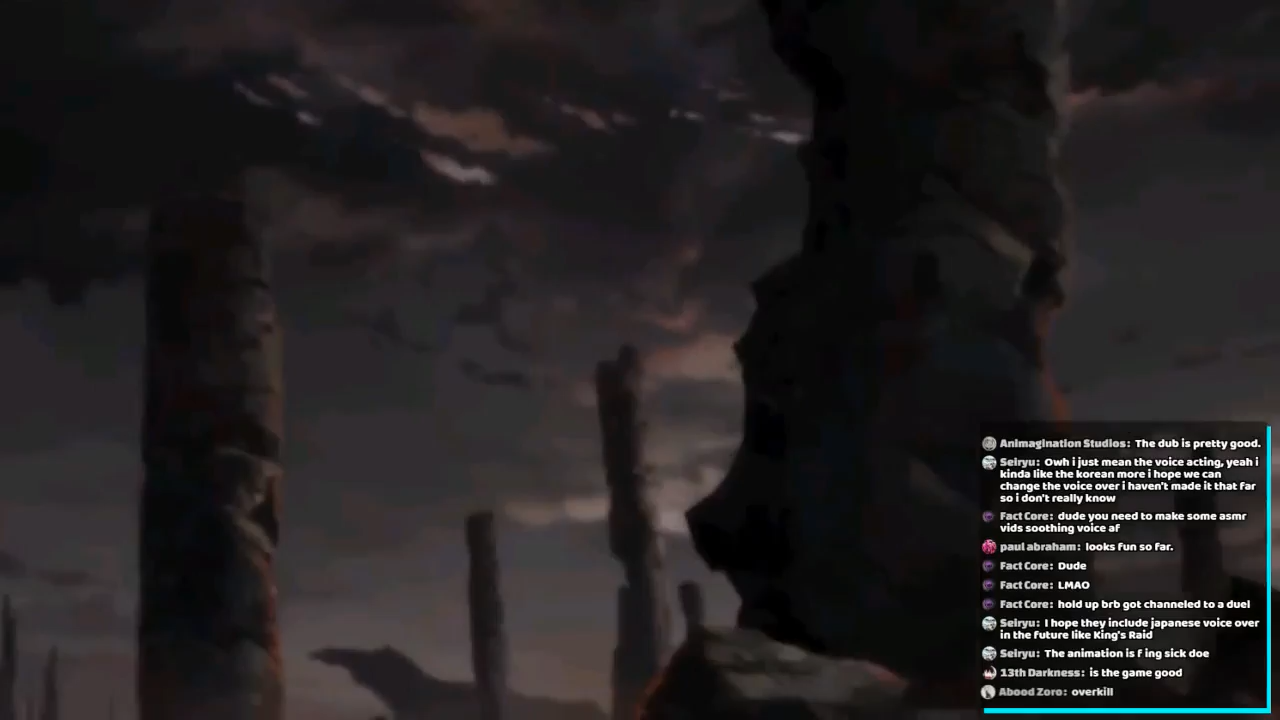 Animagination Studios: The dub is pretty good.
Seiryu: Owh i just mean the voice acting, yeah i
kinda like the korean more i hope we can
change the voice over i haven't made it that far
so i don't really know
Fact Core: dude you need to make some asmr
vids soothing voice af
paul abraham: looks fun so far.
Fact Core: Dude
Fact Core: LMAO
Fact Core: hold up brb got channeled to a duel
Seiryu: I hope they include japanese voice over
in the future like King's Raid
Seiryu: The animation is f ing sick doe
13th Darkness: is the game good
Abood Zoro: overkill